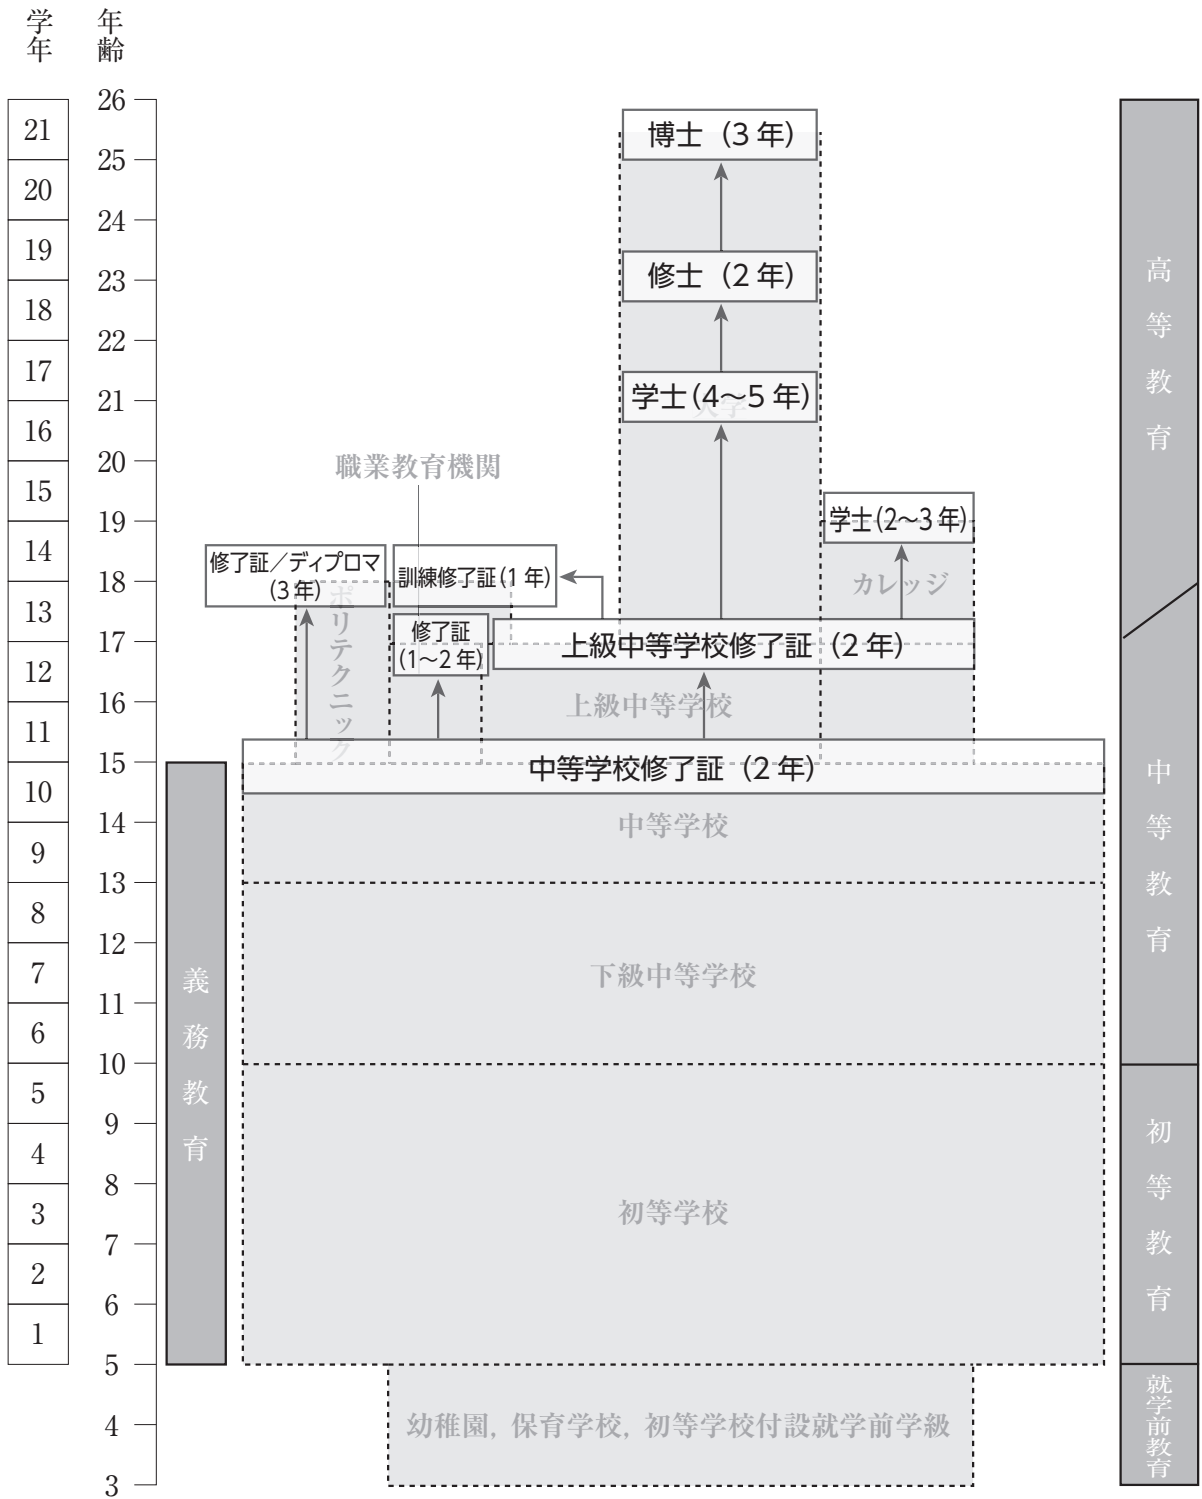 学年
年齢
26
21
25
20
24
19
23
18
22
17
21
16
20
15
19
14
18
13
17
12
16
11
15
10
14
9
13
8
12
7
11
6
10
5
9
4
8
3
7
2
6
1
5
4
3
義務教育
博士（3 年）
修士（2 年）
学士（4～5 年）
大学
職業教育機関
学士（2～3 年）
カレッジ
修了証／ディプロマ
（3 年）
訓練修了証（1 年）
ポリテクニック
修了証
（1～2 年）
上級中等学校修了証（2 年）
上級中等学校
中等学校修了証（2 年）
中等学校
下級中等学校
初等学校
幼稚園，保育学校，初等学校付設就学前学級
高等教育
中等教育
初等教育
就学前教育